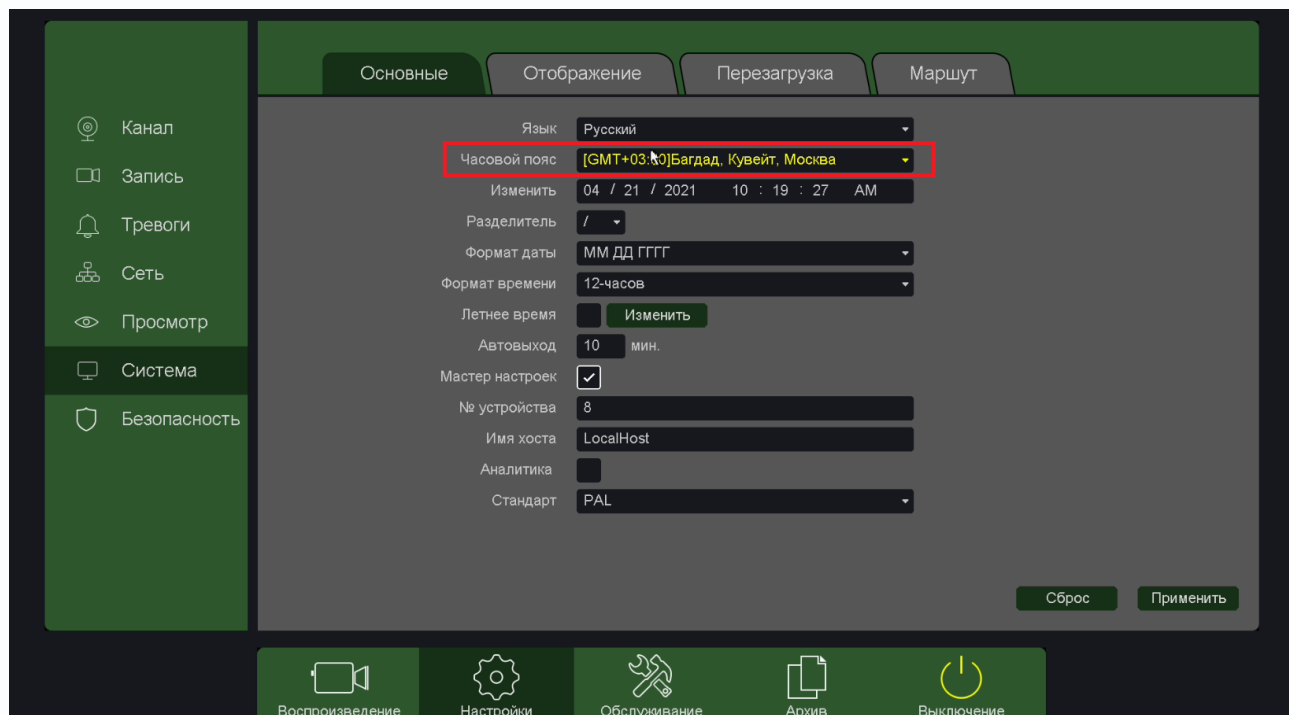 Основные Отображение Перезагрузка Маршут
Канал
Запись
Тревоги
Сеть
Просмотр
Система
Безопасность
Язык Русский
Часовой пояс [GMT+03:00]Багдад, Кувейт, Москва
Изменить 04 / 21 / 2021 10 : 19 : 27 AM
Разделитель /
Формат даты ММ ДД ГГГГ
Формат времени 12-часов
Летнее время Изменить
Автовыход 10 мин.
Мастер настроек
№ устройства 8
Имя хоста LocalHost
Аналитика
Стандарт PAL
Сброс Применить
Воспроизведение Настройки Обслуживание Архив Выключение